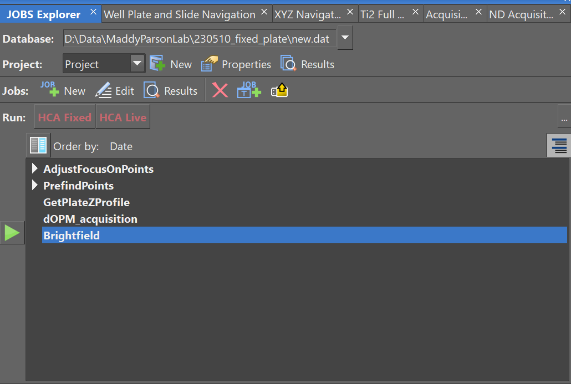 JOBS Explorer × Well Plate and Slide Navigation × XYZ Navigat... × Ti2 Full ... × Acquisi... × ND Acquisit... ×
Database: D:\Data\MaddyParsonLab\230510_fixed_plate\new.dat
Project: Project New Properties Results
Jobs: JOB New Edit Results
Run: HCA Fixed HCA Live ...
Order by: Date
AdjustFocusOnPoints
PrefindPoints
GetPlateZProfile
dOPM_acquisition
Brightfield